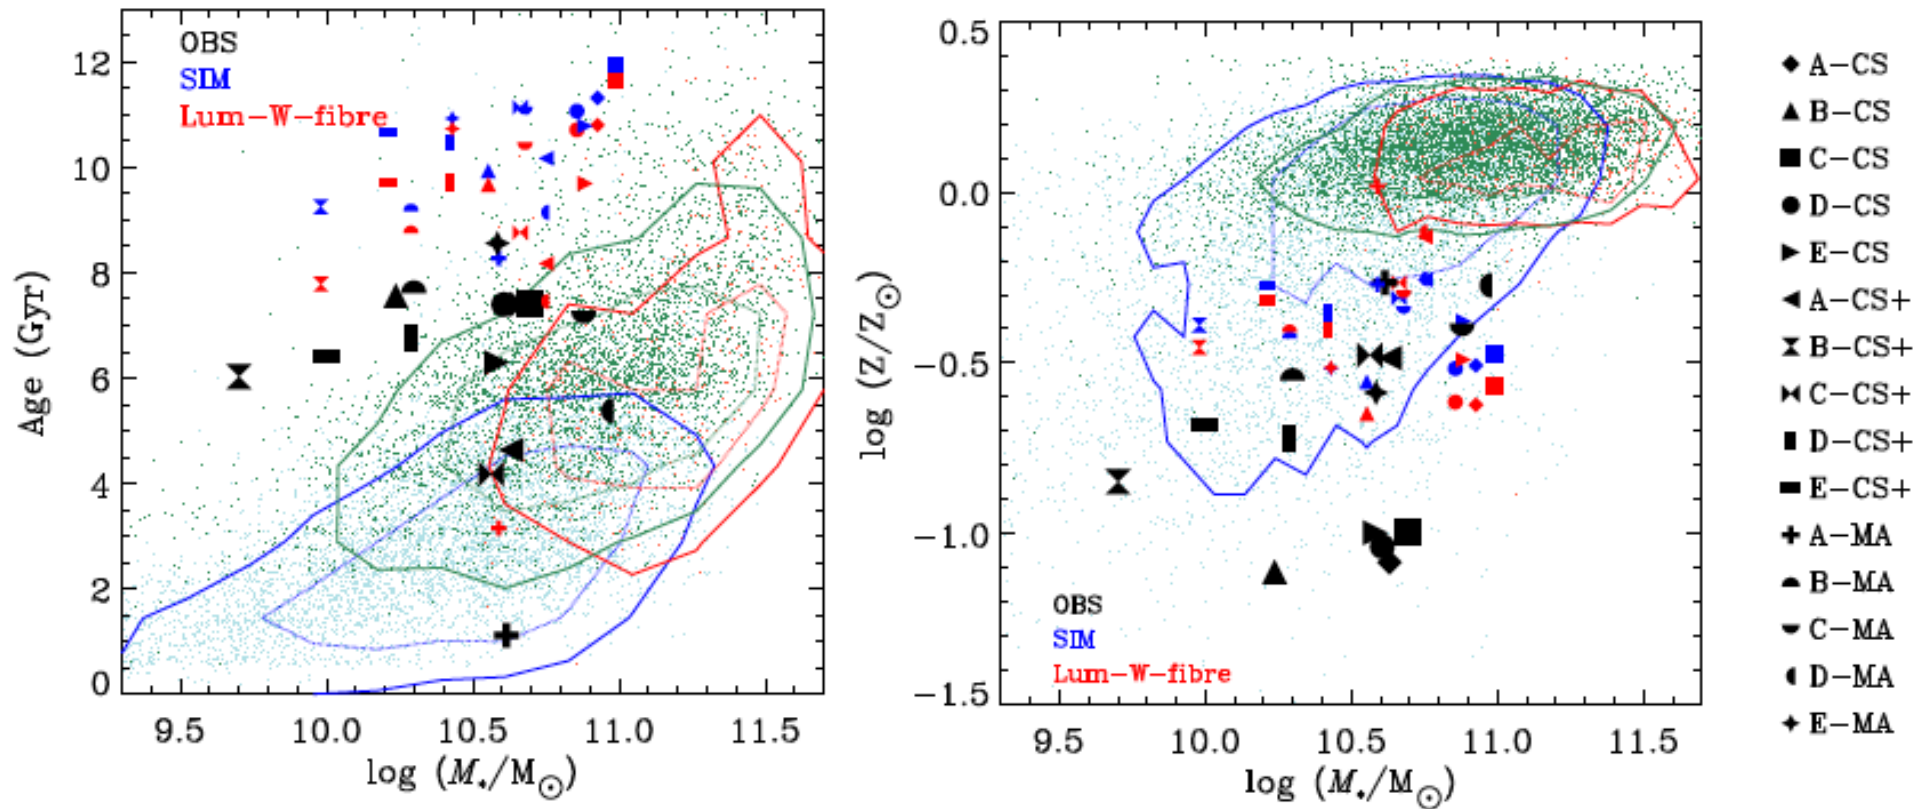 OBS
SIM
Lum-W-fibre
12
10
8
6
4
2
0
Age (Gyr)
9.5 10.0 10.5 11.0 11.5
log (M*/M⊙)
0.5
0.0
-0.5
-1.0
-1.5
log (Z/Z⊙)
OBS
SIM
Lum-W-fibre
9.5 10.0 10.5 11.0 11.5
log (M*/M⊙)
A-CS
B-CS
C-CS
D-CS
E-CS
A-CS+
B-CS+
C-CS+
D-CS+
E-CS+
A-MA
B-MA
C-MA
D-MA
E-MA